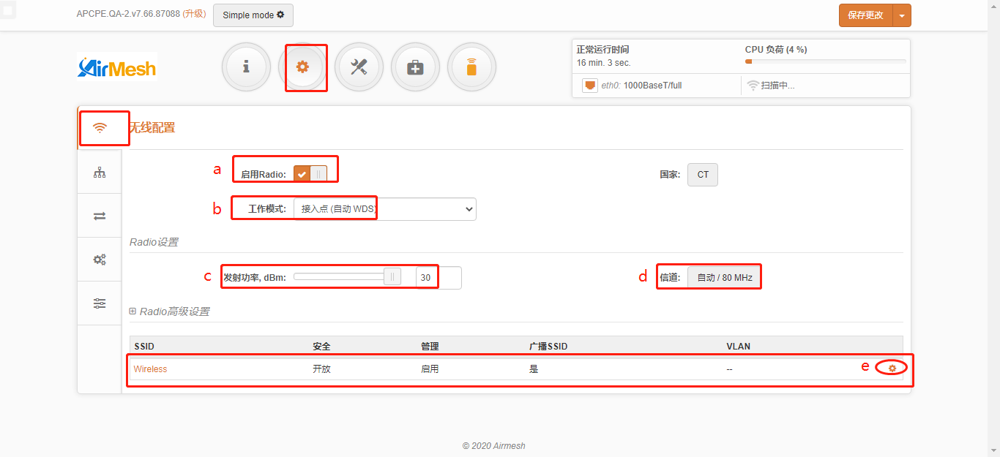 APCPE.QA-2.v7.66.87088 (升级) Simple mode 保存更改
AirMesh
正常运行时间 CPU 负荷 (4 %)
16 min. 3 sec.
eth0: 1000BaseT/full 扫描中...
无线配置
a 启用Radio: 国家: CT
b 工作模式: 接入点 (自动 WDS)
Radio设置
c 发射功率, dBm: 30 d 信道: 自动 / 80 MHz
Radio高级设置
SSID 安全 管理 广播SSID VLAN
Wireless 开放 启用 是 -- e
© 2020 Airmesh